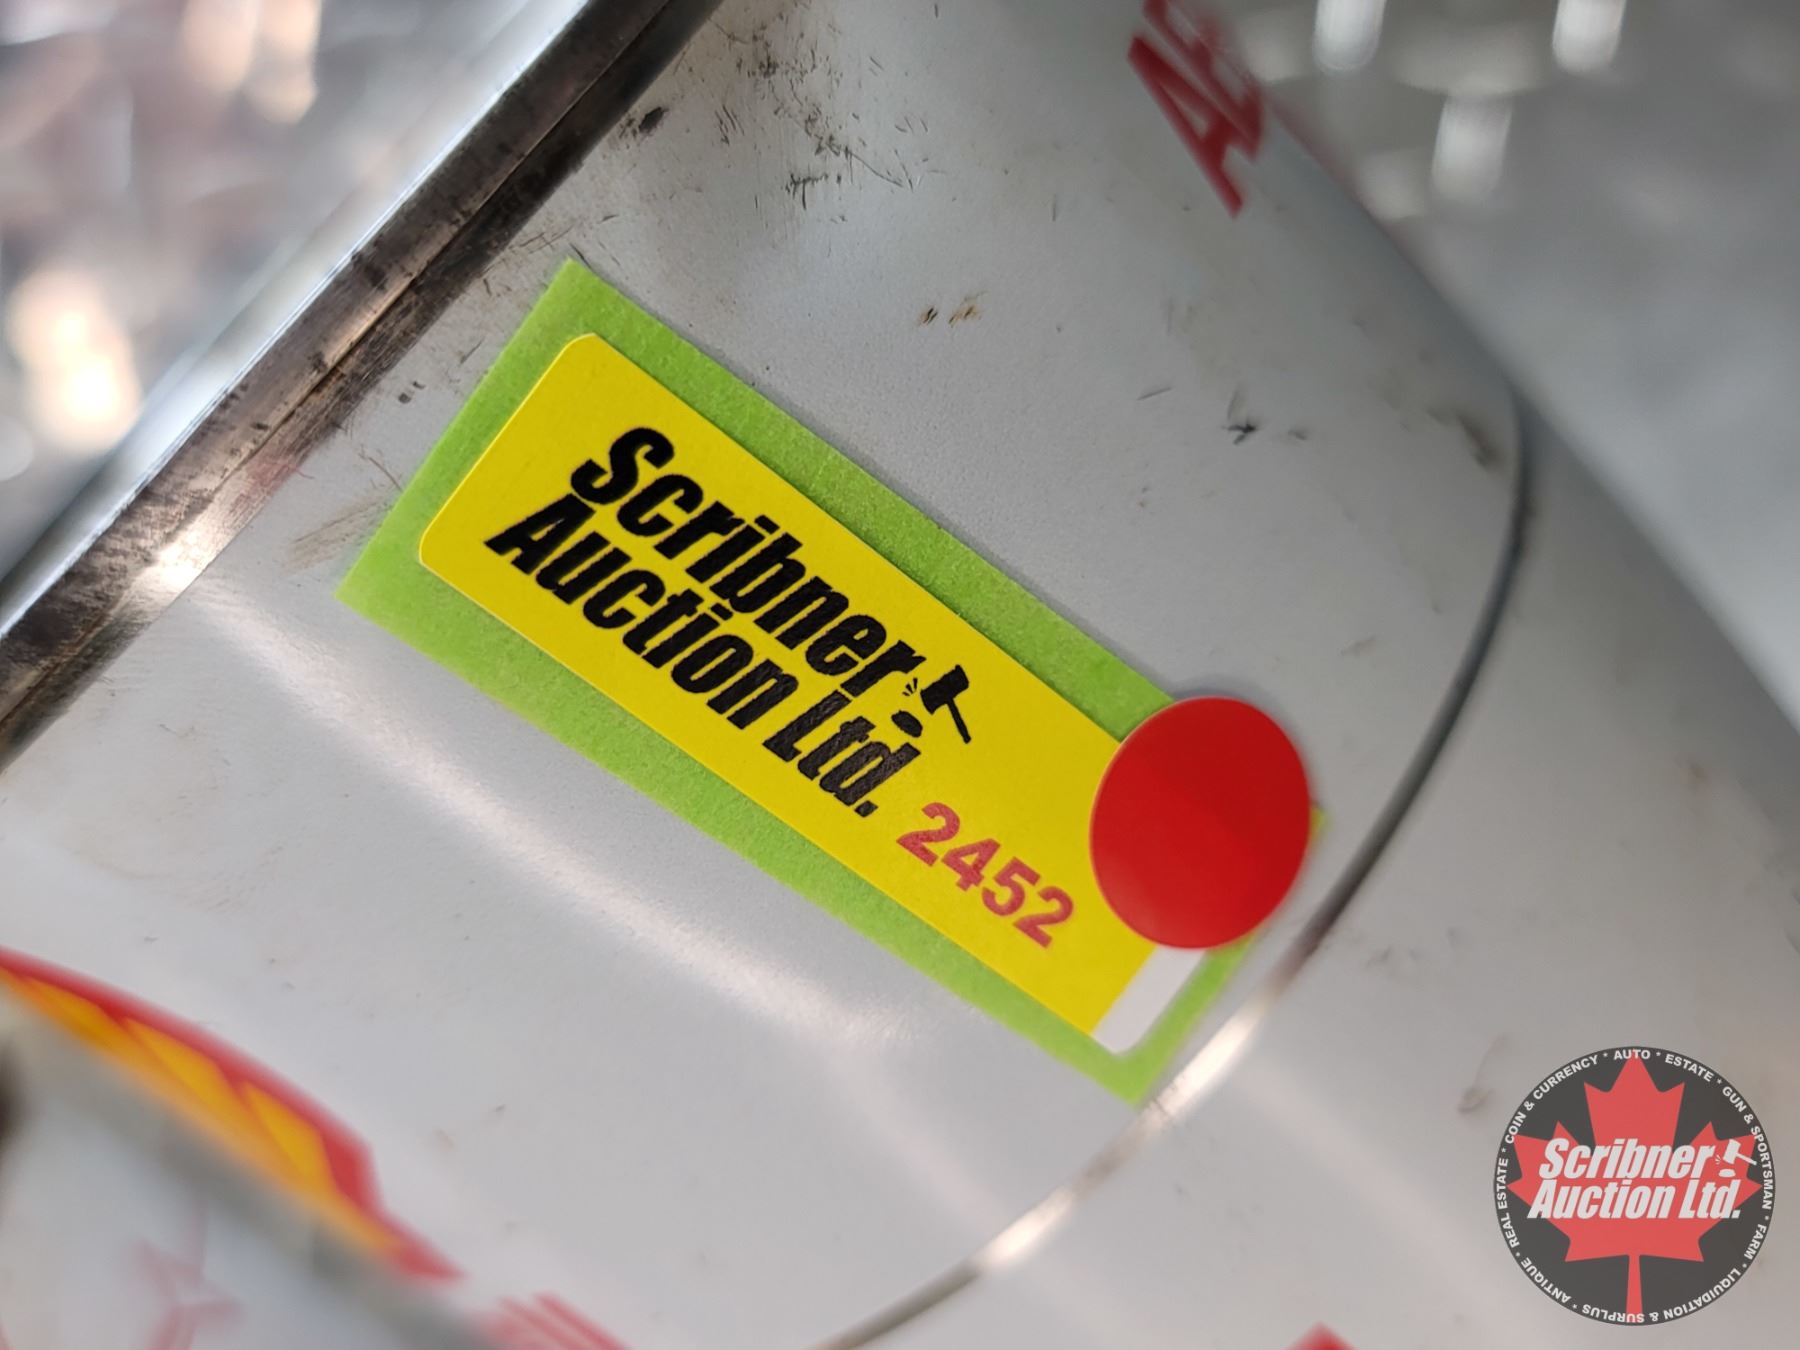 Scribner
Auction Ltd.
2452
Scribner
Auction Ltd.
* AUTO * ESTATE * GUN & SPORTSMAN * FARM * LIQUIDATION & SURPLUS * ANTIQUE * REAL ESTATE * COIN & CURRENCY